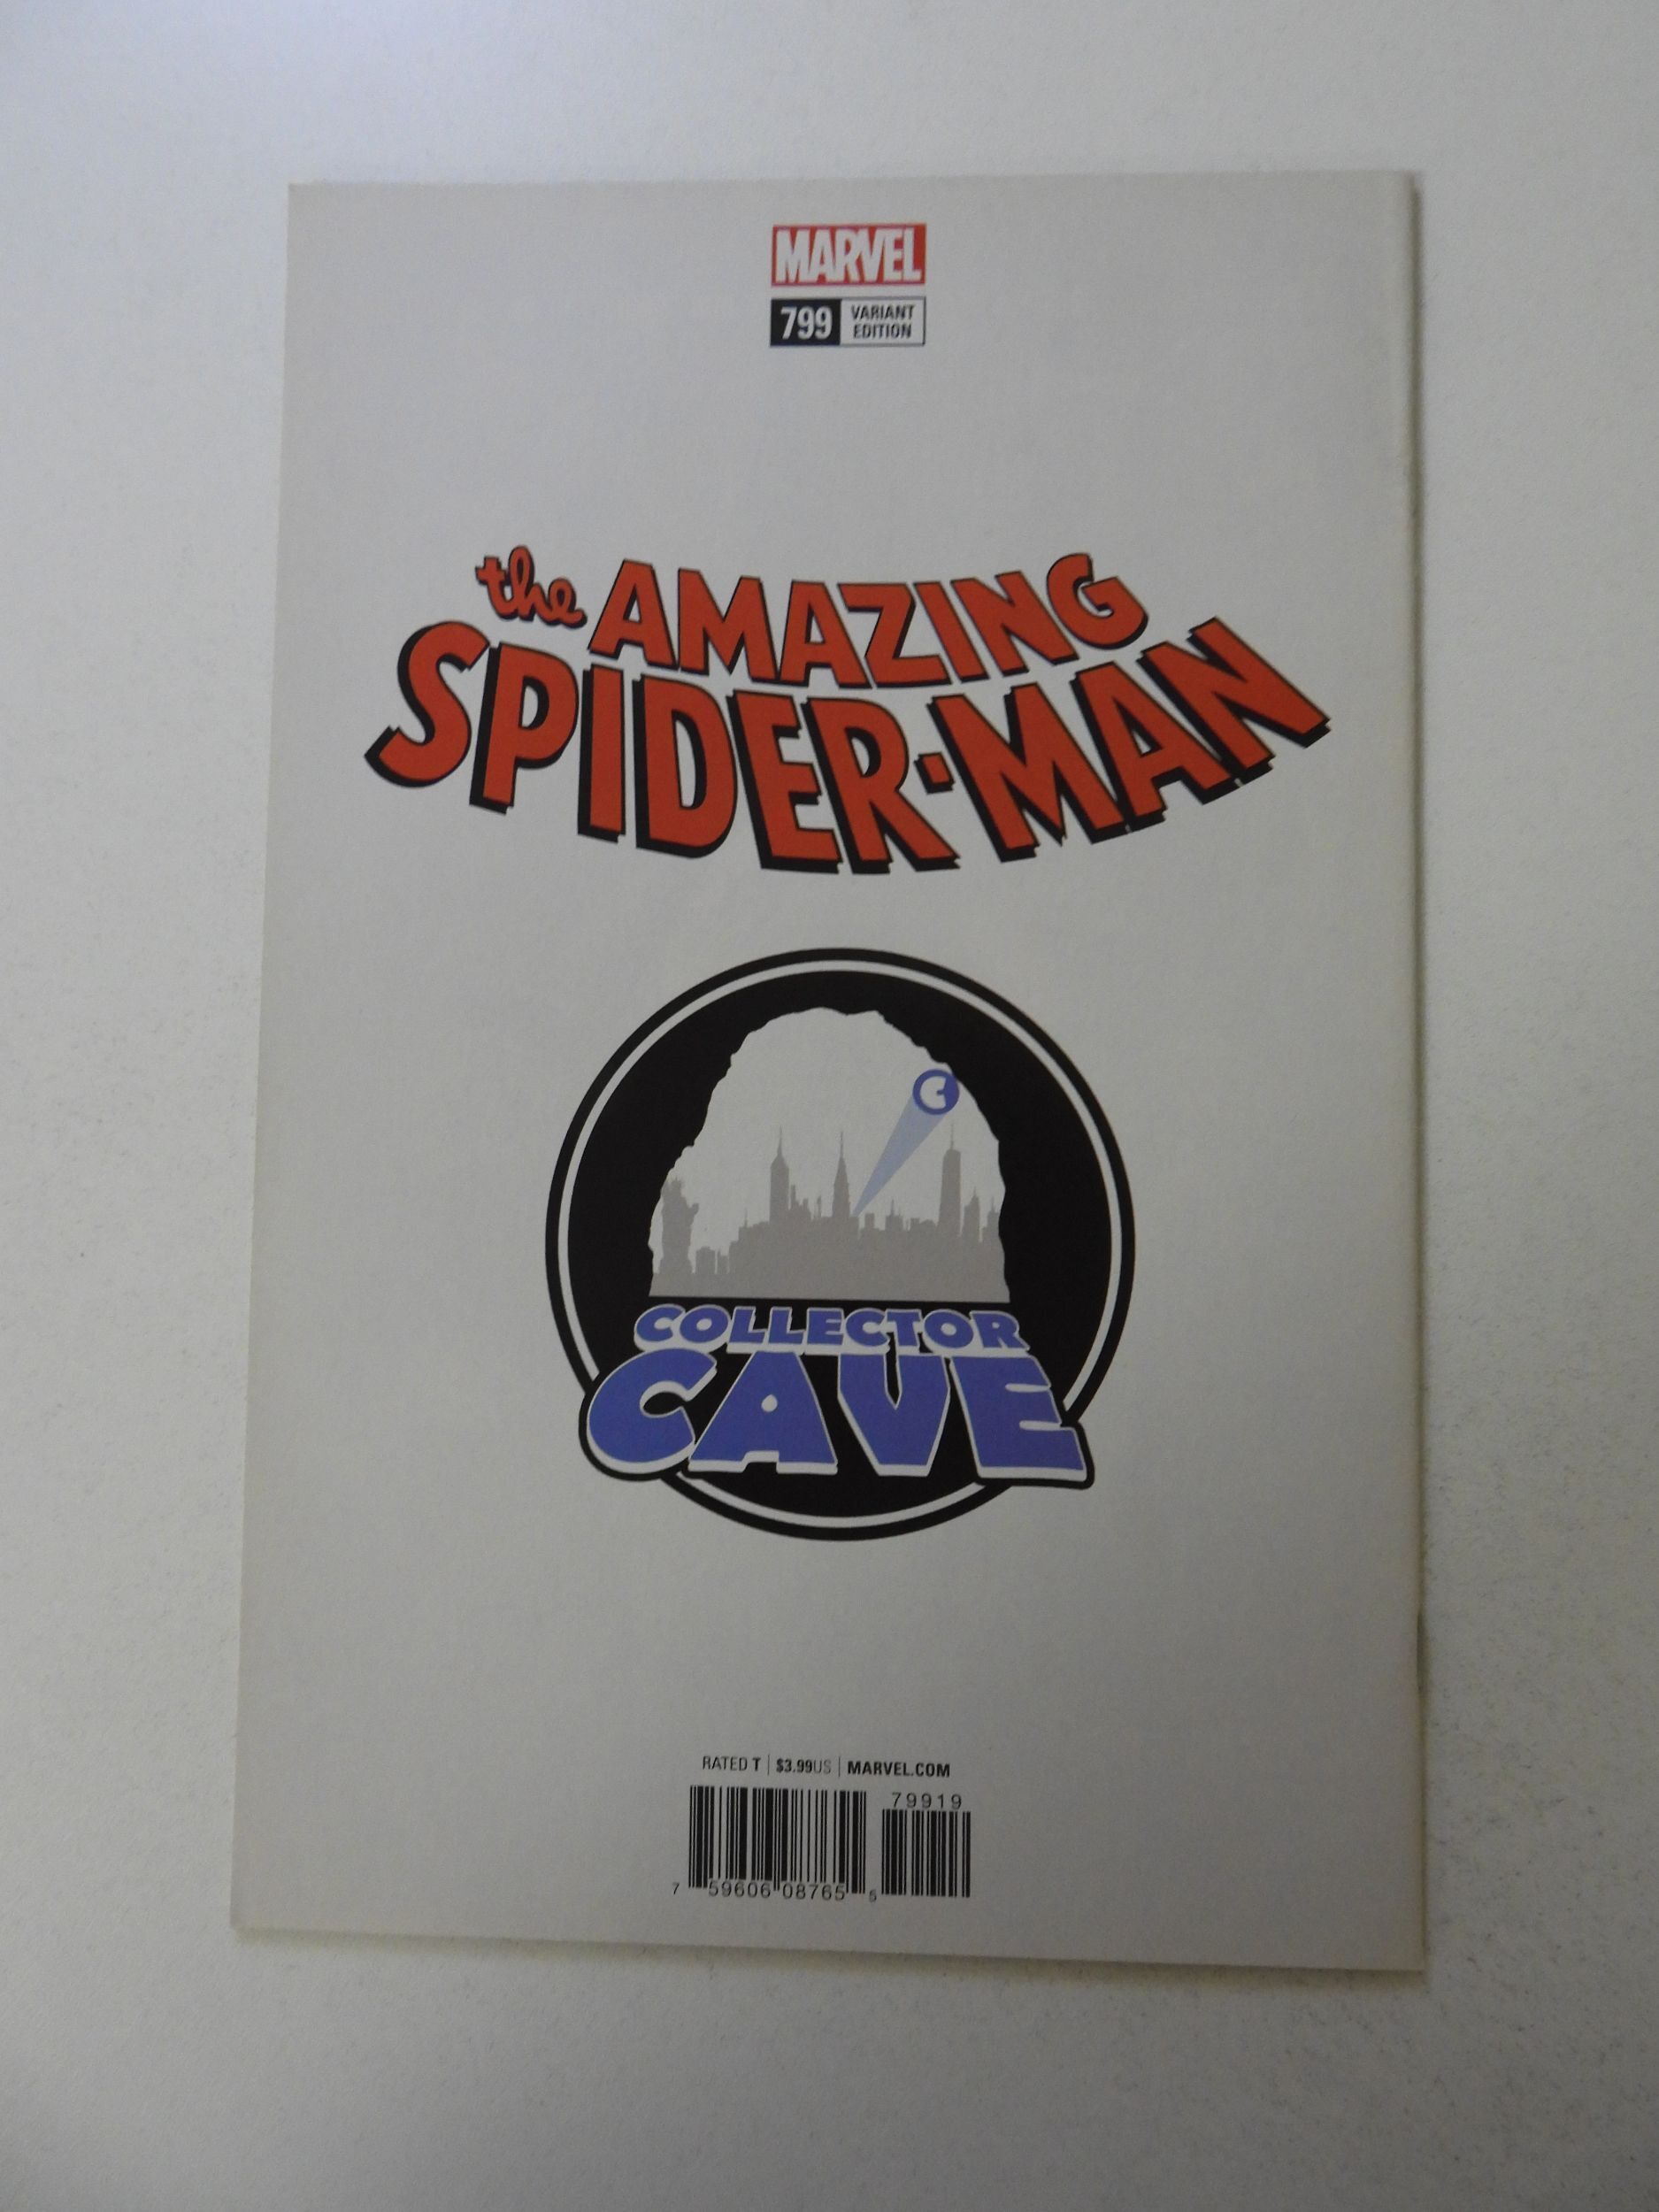 MARVEL
799 VARIANT
EDITION
the AMAZING
SPIDER-MAN
COLLECTOR
CAVE
RATED T | $3.99US | MARVEL.COM
79919
7 59606 08765 5